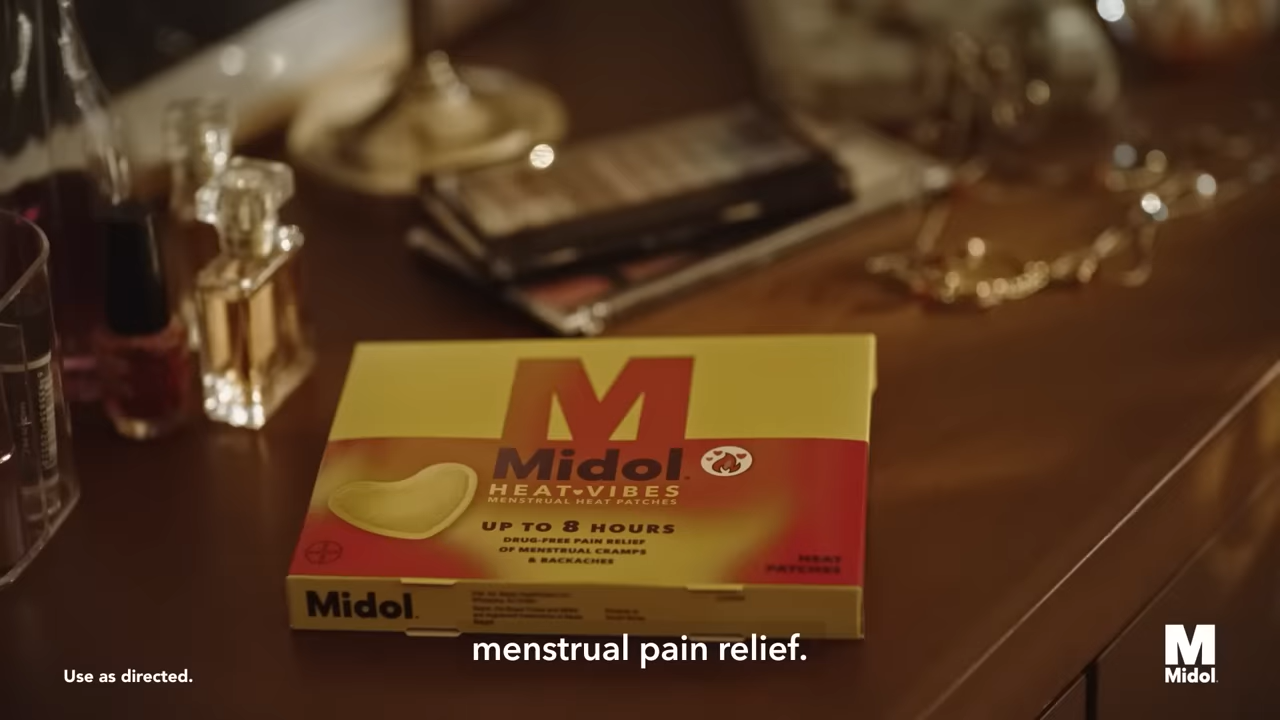 M
Midol
HEAT VIBES
MENSTRUAL HEAT PATCHES
UP TO 8 HOURS
DRUG-FREE PAIN RELIEF
OF MENSTRUAL CRAMPS
& BACKACHES
HEAT
PATCHES
Midol
menstrual pain relief.
Use as directed.
M
Midol